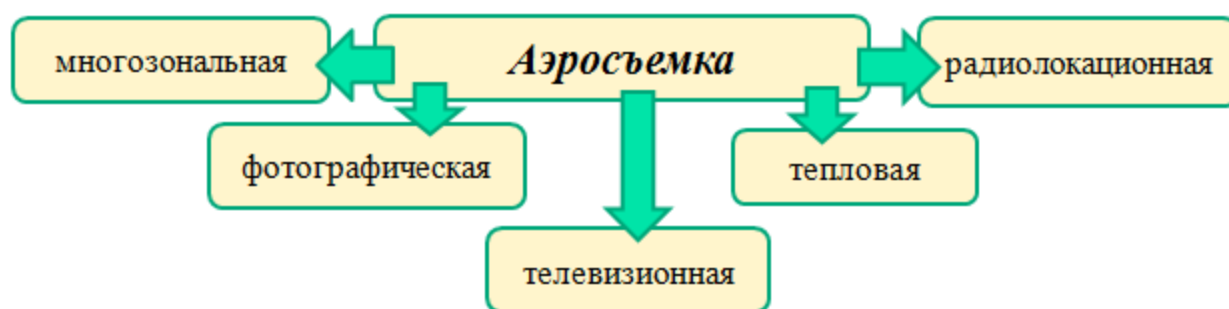 многозональная
Аэросъемка
радиолокационная
фотографическая
тепловая
телевизионная